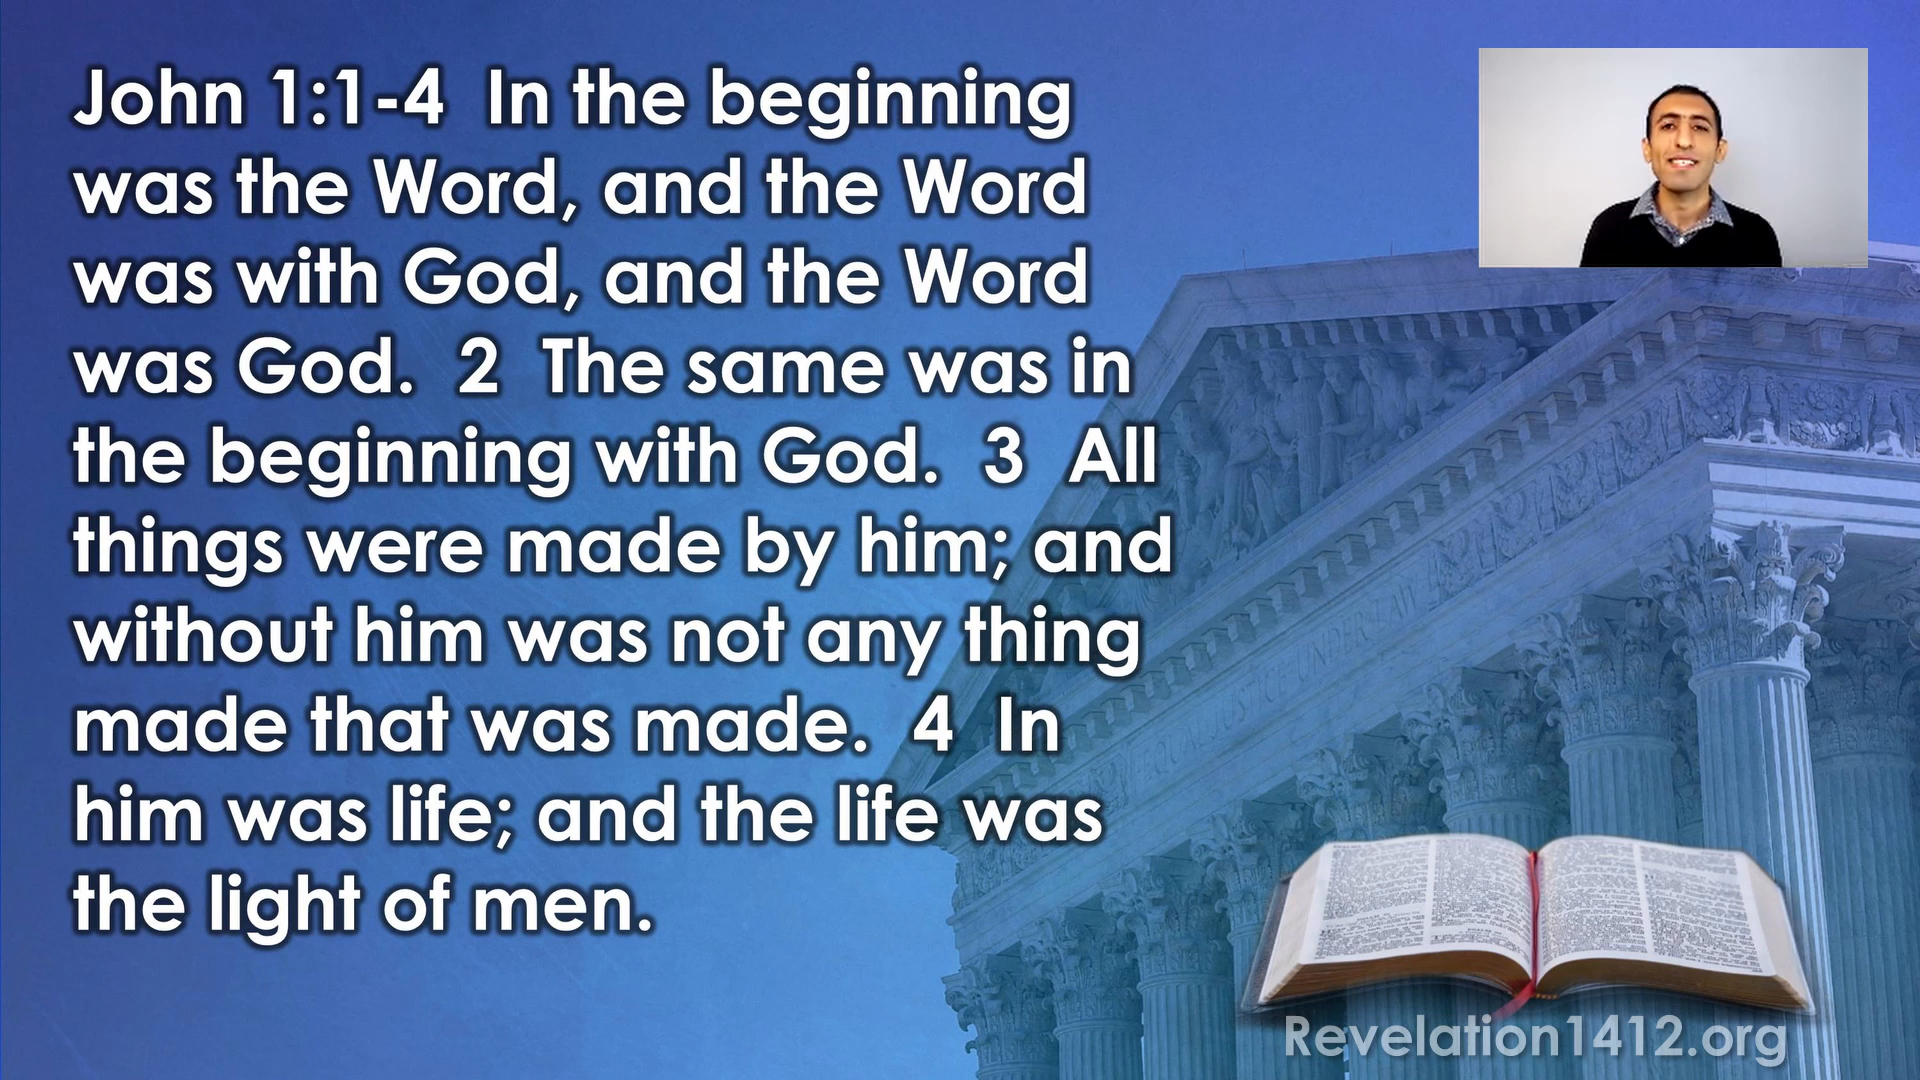 John 1:1-4  In the beginning
was the Word, and the Word
was with God, and the Word
was God.  2  The same was in
the beginning with God.  3  All
things were made by him; and
without him was not any thing
made that was made.  4  In
him was life; and the life was
the light of men.
Revelation1412.org